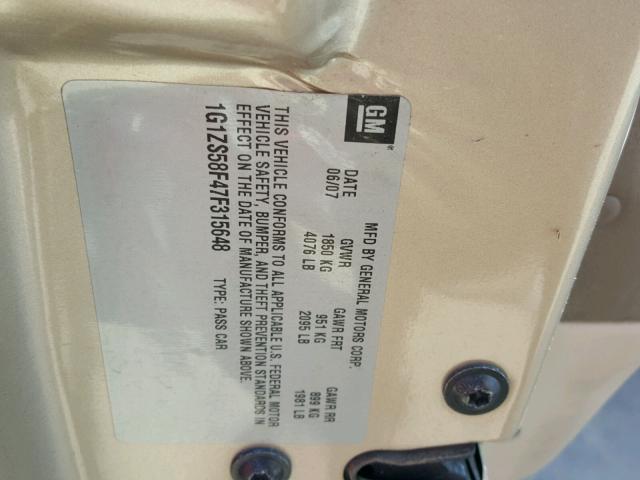 GM
MFD BY GENERAL MOTORS CORP.
DATE GVWR GAWR FRT GAWR RR
06/07 1850 KG 951 KG 899 KG
4076 LB 2095 LB 1981 LB
THIS VEHICLE CONFORMS TO ALL APPLICABLE U.S. FEDERAL MOTOR
VEHICLE SAFETY, BUMPER, AND THEFT PREVENTION STANDARDS IN
EFFECT ON THE DATE OF MANUFACTURE SHOWN ABOVE.
1G1ZS58F47F315648 TYPE: PASS CAR